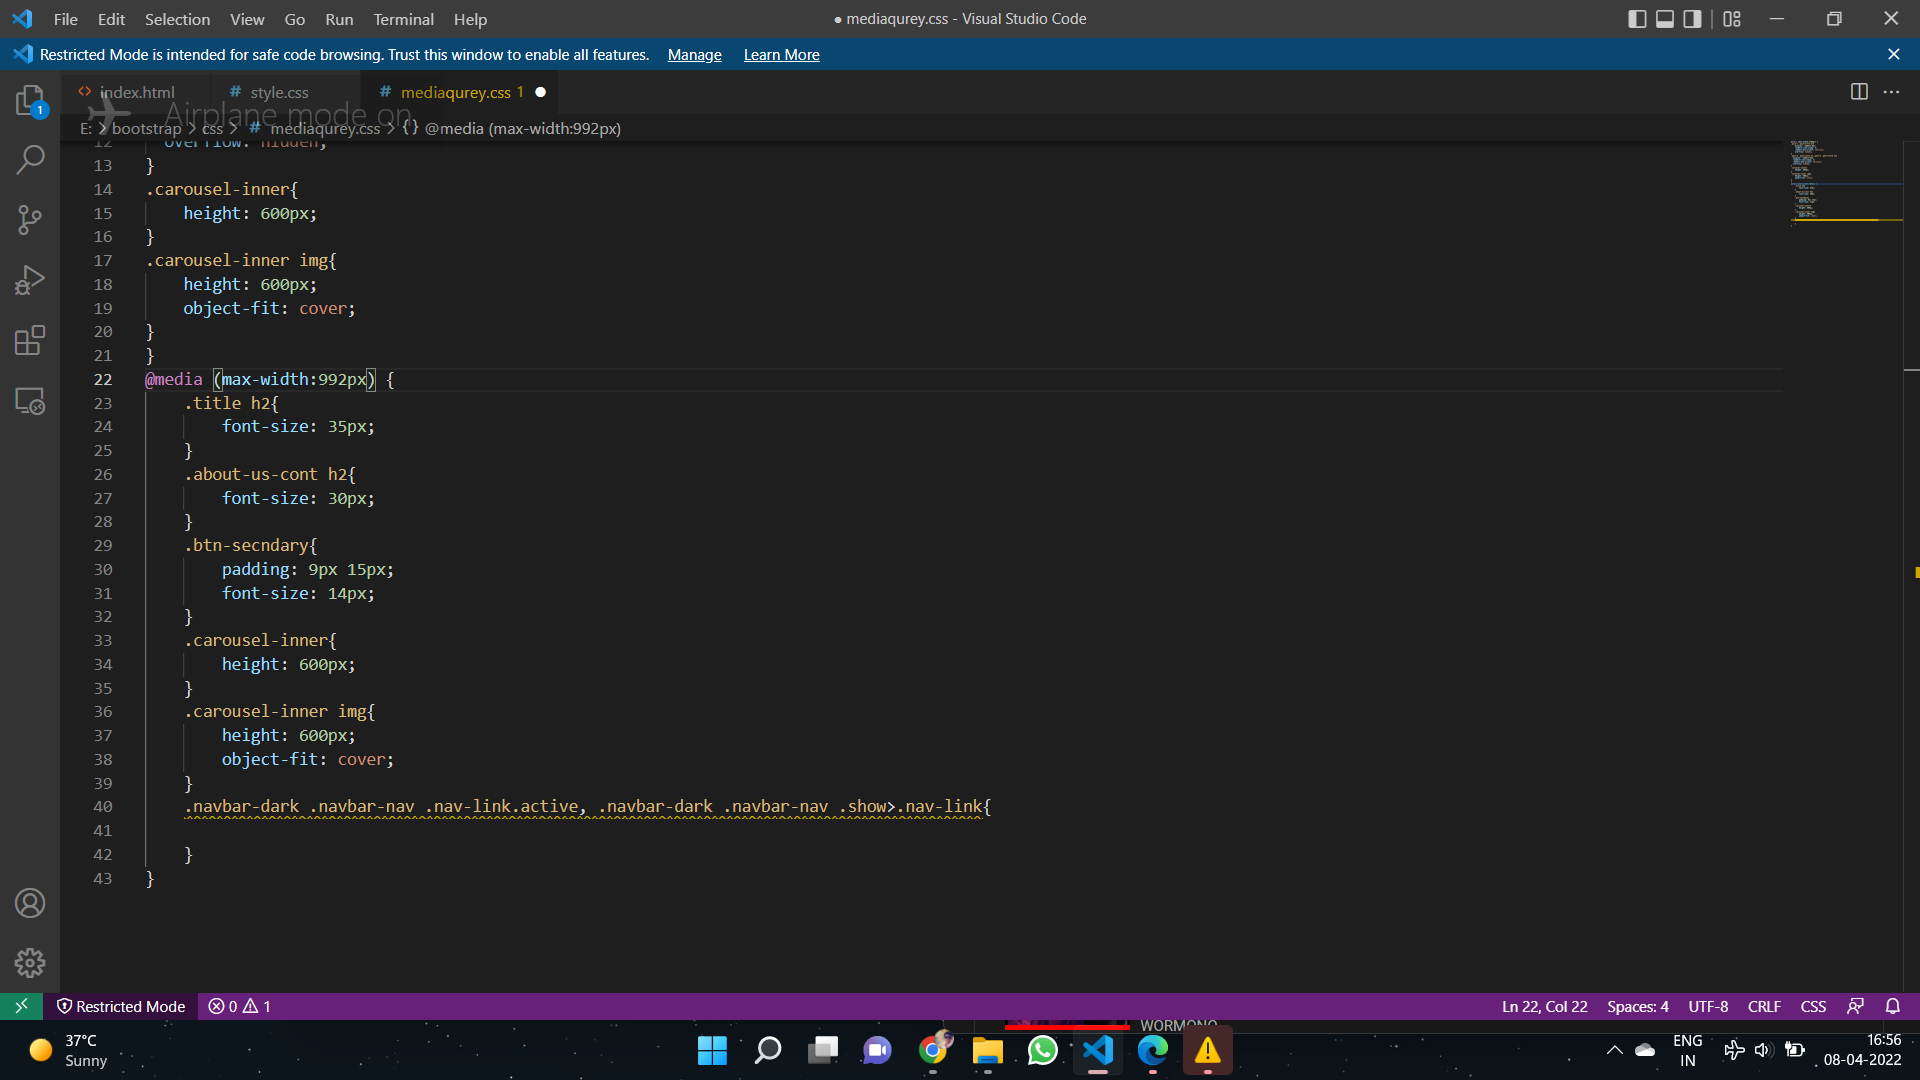 File Edit Selection View Go Run Terminal Help
● mediaqurey.css - Visual Studio Code
Restricted Mode is intended for safe code browsing. Trust this window to enable all features. Manage Learn More
1
<> index.html # style.css # mediaqurey.css 1
Airplane mode on
E: > bootstrap > css > # mediaqurey.css > {} @media (max-width:992px)
12 overflow: hidden;
13 }
14 .carousel-inner{
15 height: 600px;
16 }
17 .carousel-inner img{
18 height: 600px;
19 object-fit: cover;
20 }
21 }
22 @media (max-width:992px) {
23 .title h2{
24 font-size: 35px;
25 }
26 .about-us-cont h2{
27 font-size: 30px;
28 }
29 .btn-secndary{
30 padding: 9px 15px;
31 font-size: 14px;
32 }
33 .carousel-inner{
34 height: 600px;
35 }
36 .carousel-inner img{
37 height: 600px;
38 object-fit: cover;
39 }
40 .navbar-dark .navbar-nav .nav-link.active, .navbar-dark .navbar-nav .show>.nav-link{
41
42 }
43 }
Restricted Mode 0 1
Ln 22, Col 22 Spaces: 4 UTF-8 CRLF CSS
WORMONO
37°C
Sunny
ENG
IN
16:56
08-04-2022